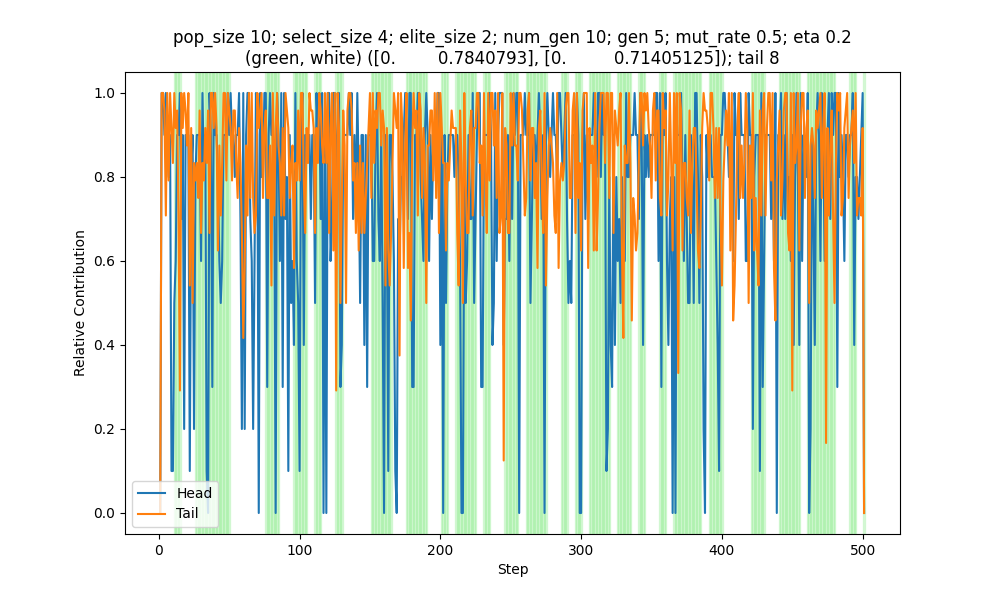 pop_size 10; select_size 4; elite_size 2; num_gen 10; gen 5; mut_rate 0.5; eta 0.2
(green, white) ([0. 0.7840793], [0. 0.71405125]); tail 8
1.0
0.8
0.6
0.4
0.2
0.0
Relative Contribution
Head
Tail
0 100 200 300 400 500
Step